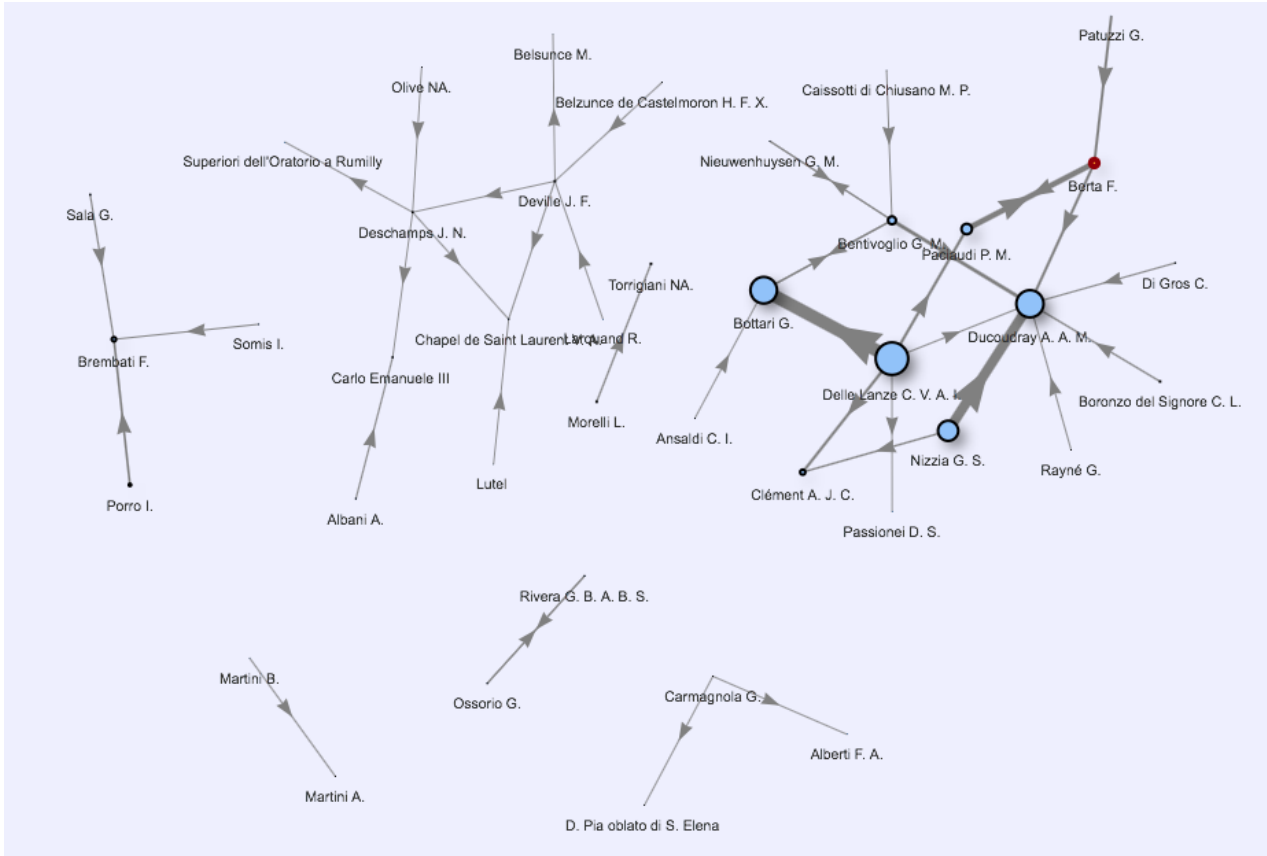 Patuzzi G.
Belsunce M.
Olive NA.
Caissotti di Chiusano M. P.
Belzunce de Castelmoron H. F. X.
Superiori dell'Oratorio a Rumilly
Nieuwenhuysen G. M.
Berta F.
Deville J. F.
Sala G.
Deschamps J. N.
Bentivoglio G. M.
Paciaudi P. M.
Torrigiani NA.
Di Gros C.
Bottari G.
Ducoudray A. A. M.
Chapel de Saint Laurent V. A.
R.
Somis I.
Brembati F.
Carlo Emanuele III
Delle Lanze C. V. A.
Boronzo del Signore C. L.
Morelli L.
Ansaldi C. I.
Nizzia G. S.
Rayné G.
Lutel
Clément A. J. C.
Porro I.
Albani A.
Passionei D. S.
Rivera G. B. A. B. S.
Martini B.
Carmagnola G.
Ossorio G.
Alberti F. A.
Martini A.
D. Pia oblato di S. Elena